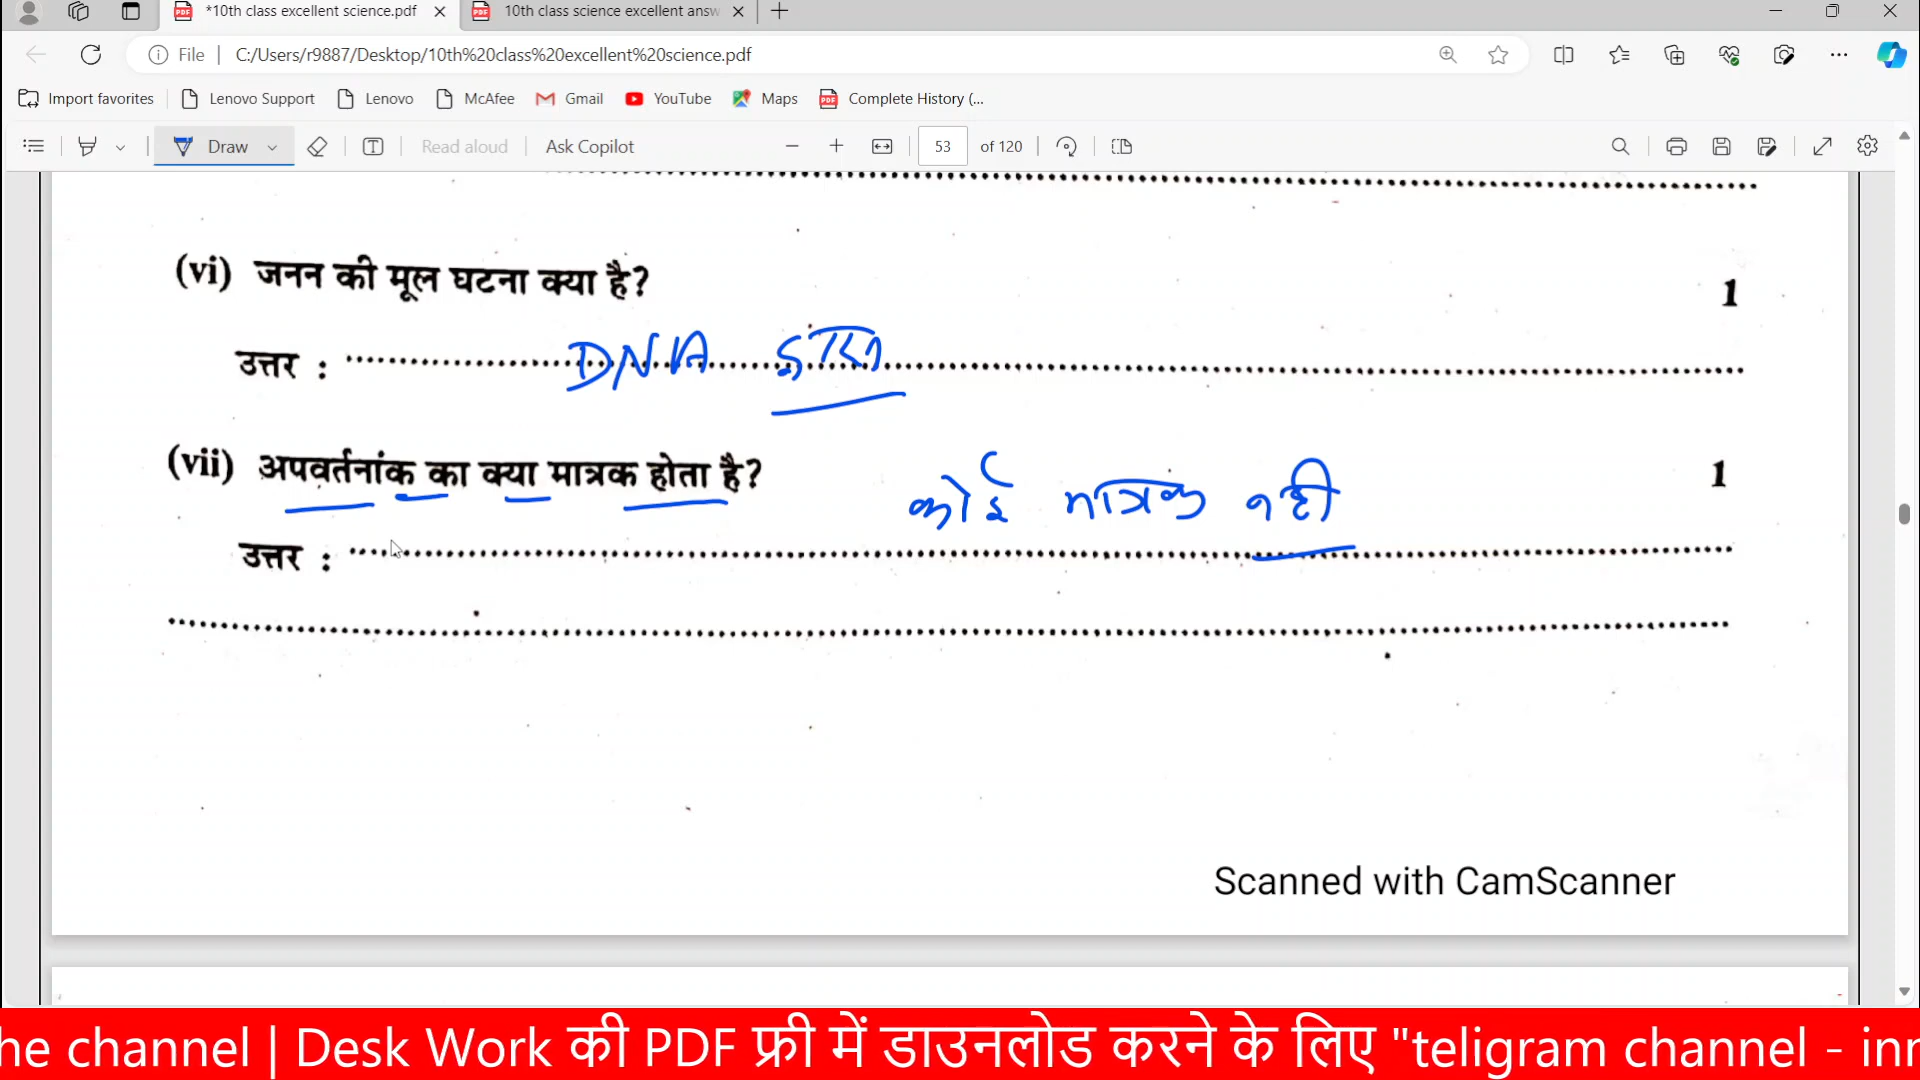 *10th class excellent science.pdf
10th class science excellent answ
File
C:/Users/r9887/Desktop/10th%20class%20excellent%20science.pdf
Import favorites
Lenovo Support
Lenovo
McAfee
Gmail
YouTube
Maps
Complete History (...
Draw
Read aloud
Ask Copilot
53 of 120
(vi) जनन की मूल घटना क्या है? 1
उत्तर : DNA
(vii) अपवर्तनांक का क्या मात्रक होता है? 1
कोई मात्रक नही
उत्तर :
Scanned with CamScanner
he channel | Desk Work की PDF फ्री में डाउनलोड करने के लिए "teligram channel - inn